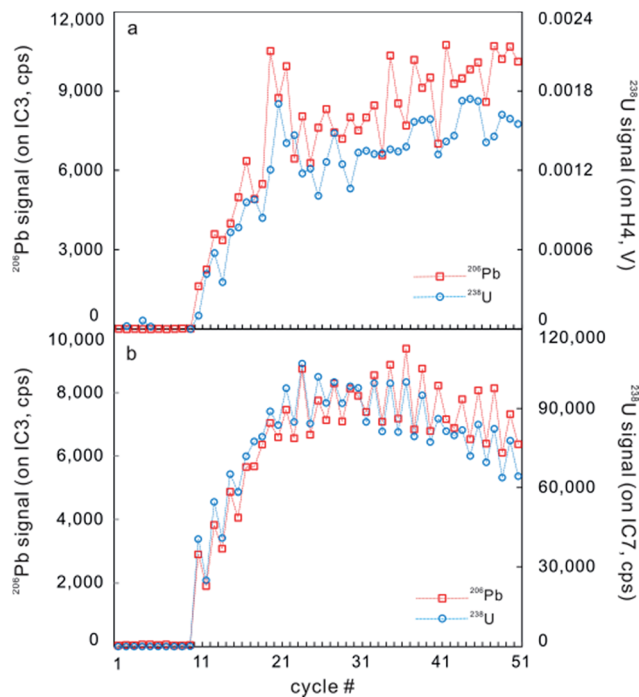 a
12,000
9,000
6,000
3,000
0
²⁰⁶Pb signal (on IC3, cps)
0.0024
0.0018
0.0012
0.0006
0
²³⁸U signal (on H4, V)
²⁰⁶Pb
²³⁸U
b
10,000
8,000
6,000
4,000
2,000
0
²⁰⁶Pb signal (on IC3, cps)
120,000
90,000
60,000
30,000
0
²³⁸U signal (on IC7, cps)
²⁰⁶Pb
²³⁸U
1 11 21 31 41 51
cycle #